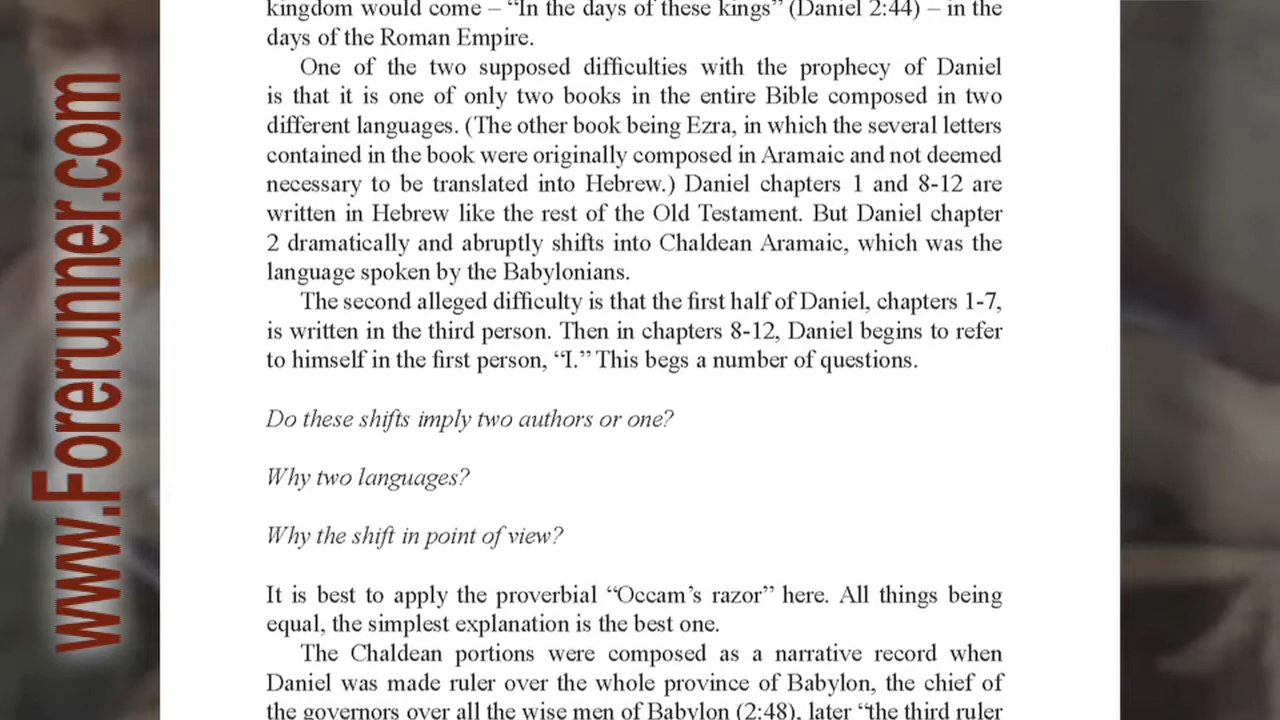 www.Forerunner.com
kingdom would come – “In the days of these kings” (Daniel 2:44) – in the
days of the Roman Empire.
One of the two supposed difficulties with the prophecy of Daniel
is that it is one of only two books in the entire Bible composed in two
different languages. (The other book being Ezra, in which the several letters
contained in the book were originally composed in Aramaic and not deemed
necessary to be translated into Hebrew.) Daniel chapters 1 and 8-12 are
written in Hebrew like the rest of the Old Testament. But Daniel chapter
2 dramatically and abruptly shifts into Chaldean Aramaic, which was the
language spoken by the Babylonians.
The second alleged difficulty is that the first half of Daniel, chapters 1-7,
is written in the third person. Then in chapters 8-12, Daniel begins to refer
to himself in the first person, “I.” This begs a number of questions.
Do these shifts imply two authors or one?
Why two languages?
Why the shift in point of view?
It is best to apply the proverbial “Occam’s razor” here. All things being
equal, the simplest explanation is the best one.
The Chaldean portions were composed as a narrative record when
Daniel was made ruler over the whole province of Babylon, the chief of
the governors over all the wise men of Babylon (2:48), later “the third ruler